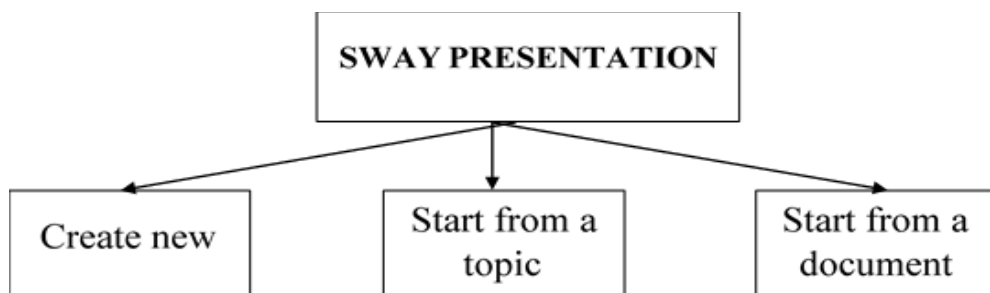 SWAY PRESENTATION
Create new
Start from a
topic
Start from a
document